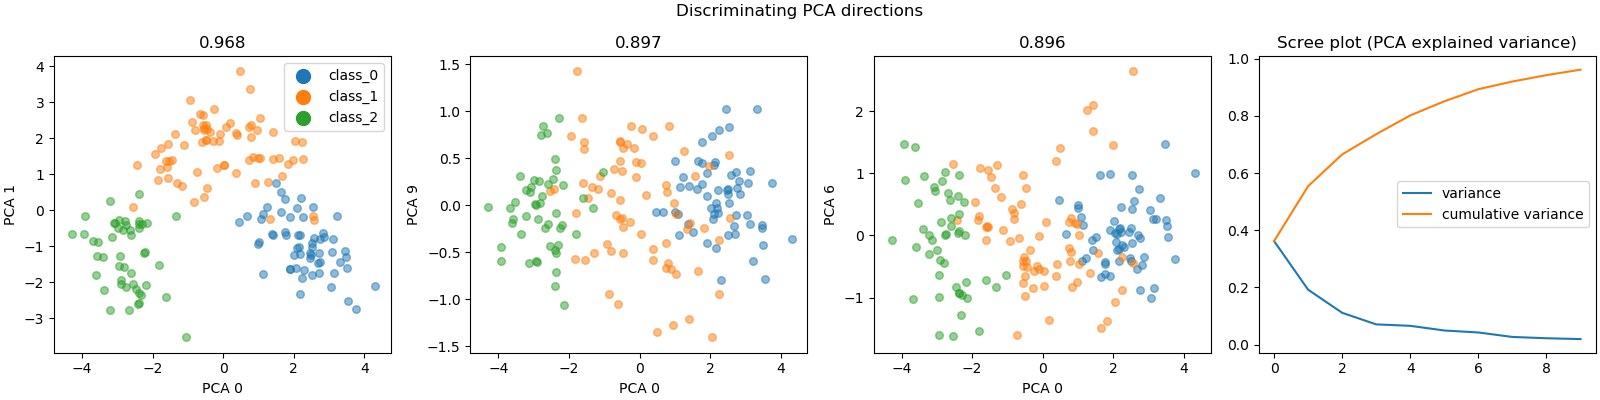 Discriminating PCA directions
0.968
4
3
2
1
0
−1
−2
−3
PCA 1
−4 −2 0 2 4
PCA 0
class_0
class_1
class_2
0.897
1.5
1.0
0.5
0.0
−0.5
−1.0
−1.5
PCA 9
−4 −2 0 2 4
PCA 0
0.896
2
1
0
−1
PCA 6
−4 −2 0 2 4
PCA 0
Scree plot (PCA explained variance)
1.0
0.8
0.6
0.4
0.2
0.0
0 2 4 6 8
variance
cumulative variance